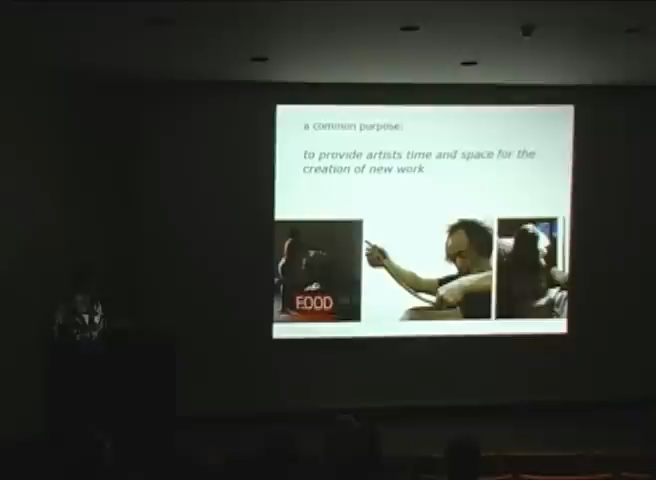 a common purpose:
to provide artists time and space for the
creation of new work
FOOD